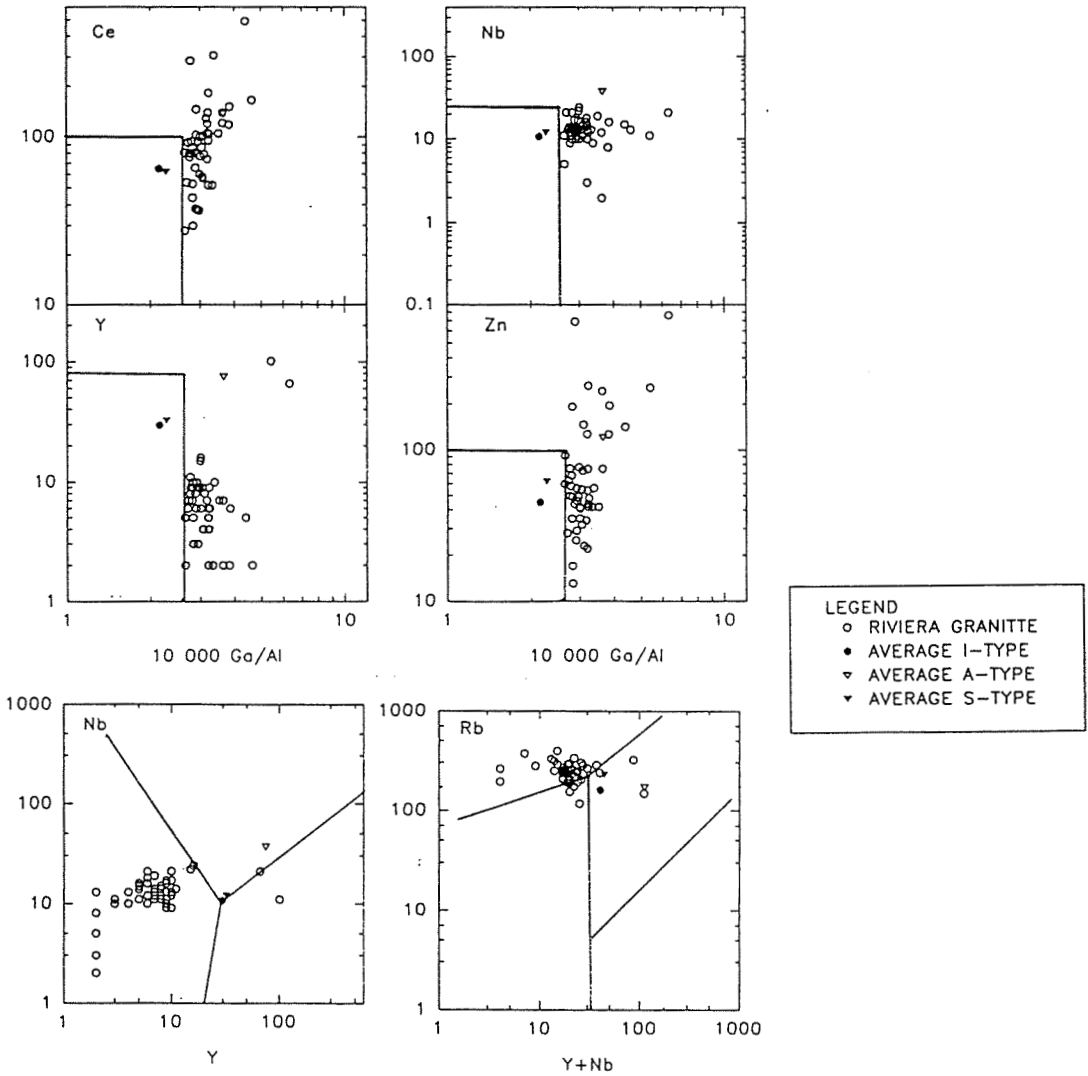 Ce
100
10
Nb
100
10
1
0.1
Y
100
10
1
1
10
10 000 Ga/Al
Zn
100
10
1
10
10 000 Ga/Al
LEGEND
RIVIERA GRANITTE
AVERAGE I-TYPE
AVERAGE A-TYPE
AVERAGE S-TYPE
Nb
1000
100
10
1
1
10
100
Y
Rb
1000
100
10
1
1
10
100
1000
Y+Nb